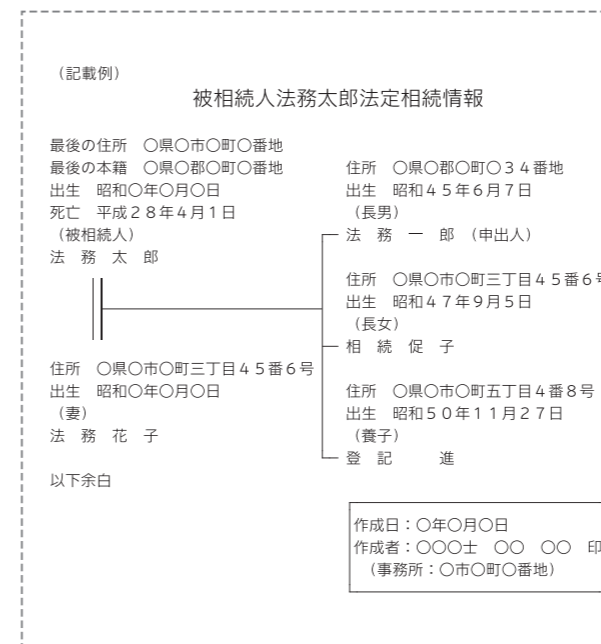 （記載例）
被相続人法務太郎法定相続情報
最後の住所　〇県〇市〇町〇番地
最後の本籍　〇県〇郡〇町〇番地
出生　昭和〇年〇月〇日
死亡　平成２８年４月１日
（被相続人）
法　務　太　郎
住所　〇県〇市〇町三丁目４５番６号
出生　昭和〇年〇月〇日
（妻）
法　務　花　子
以下余白
住所　〇県〇郡〇町〇３４番地
出生　昭和４５年６月７日
（長男）
法　務　一　郎　（申出人）
住所　〇県〇市〇町三丁目４５番６号
出生　昭和４７年９月５日
（長女）
相　続　促　子
住所　〇県〇市〇町五丁目４番８号
出生　昭和５０年１１月２７日
（養子）
登　記　　　進
作成日：〇年〇月〇日
作成者：〇〇〇士　〇〇　〇〇　印
（事務所：〇市〇町〇番地）